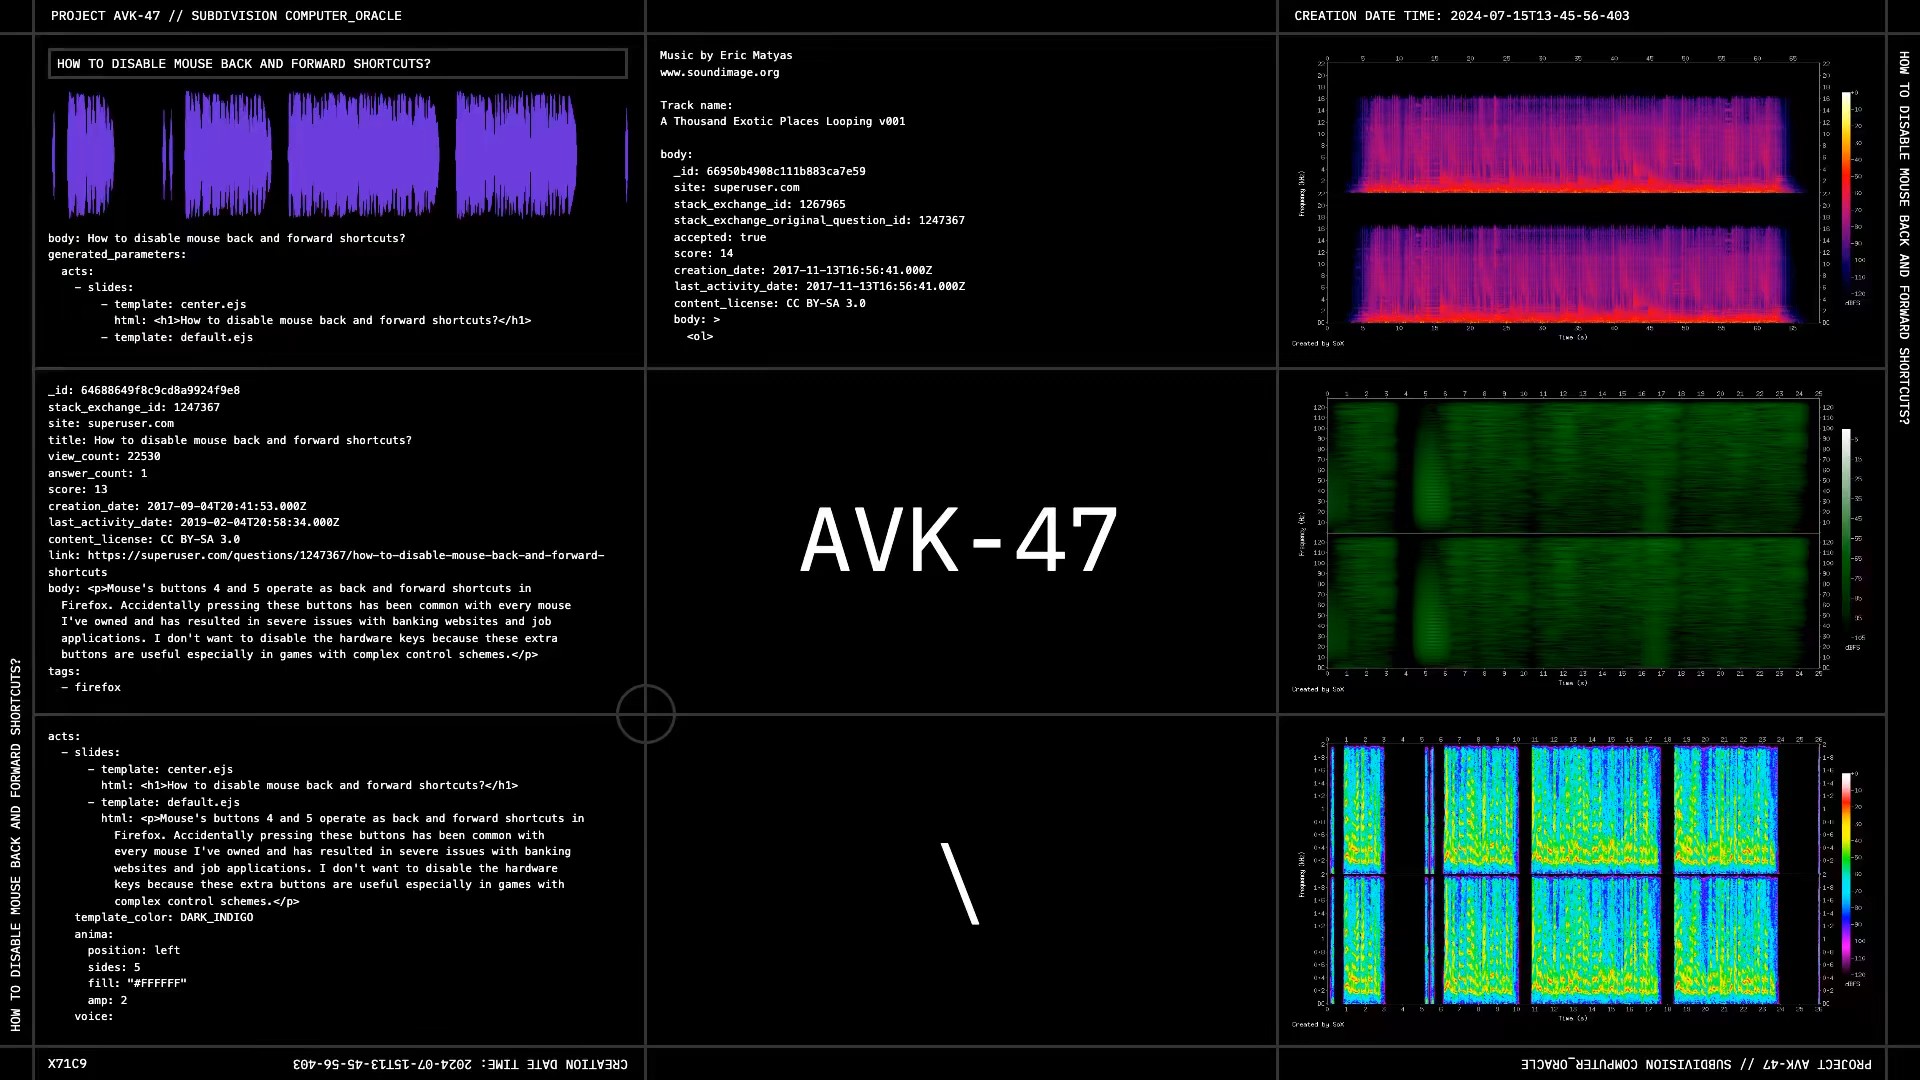 PROJECT AVK-47 // SUBDIVISION COMPUTER_ORACLE
CREATION DATE TIME: 2024-07-15T13-45-56-403
HOW TO DISABLE MOUSE BACK AND FORWARD SHORTCUTS?
body: How to disable mouse back and forward shortcuts?
generated_parameters:
acts:
- slides:
- template: center.ejs
html: <h1>How to disable mouse back and forward shortcuts?</h1>
- template: default.ejs
Music by Eric Matyas
www.soundimage.org
Track name:
A Thousand Exotic Places Looping v001
body:
_id: 66950b4908c111b883ca7e59
site: superuser.com
stack_exchange_id: 1267965
stack_exchange_original_question_id: 1247367
accepted: true
score: 14
creation_date: 2017-11-13T16:56:41.000Z
last_activity_date: 2017-11-13T16:56:41.000Z
content_license: CC BY-SA 3.0
body: >
<ol>
Frequency (kHz)
Time (s)
dBFS
Created by SoX
HOW TO DISABLE MOUSE BACK AND FORWARD SHORTCUTS?
_id: 64688649f8c9cd8a9924f9e8
stack_exchange_id: 1247367
site: superuser.com
title: How to disable mouse back and forward shortcuts?
view_count: 22530
answer_count: 1
score: 13
creation_date: 2017-09-04T20:41:53.000Z
last_activity_date: 2019-02-04T20:58:34.000Z
content_license: CC BY-SA 3.0
link: https://superuser.com/questions/1247367/how-to-disable-mouse-back-and-forward-
shortcuts
body: <p>Mouse's buttons 4 and 5 operate as back and forward shortcuts in
Firefox. Accidentally pressing these buttons has been common with every mouse
I've owned and has resulted in severe issues with banking websites and job
applications. I don't want to disable the hardware keys because these extra
buttons are useful especially in games with complex control schemes.</p>
tags:
- firefox
AVK-47
Frequency (Hz)
Time (s)
dBFS
Created by SoX
HOW TO DISABLE MOUSE BACK AND FORWARD SHORTCUTS?
acts:
- slides:
- template: center.ejs
html: <h1>How to disable mouse back and forward shortcuts?</h1>
- template: default.ejs
html: <p>Mouse's buttons 4 and 5 operate as back and forward shortcuts in
Firefox. Accidentally pressing these buttons has been common with
every mouse I've owned and has resulted in severe issues with banking
websites and job applications. I don't want to disable the hardware
keys because these extra buttons are useful especially in games with
complex control schemes.</p>
template_color: DARK_INDIGO
anima:
position: left
sides: 5
fill: "#FFFFFF"
amp: 2
voice:
\
Frequency (kHz)
Time (s)
dBFS
Created by SoX
X71C9
CREATION DATE TIME: 2024-07-15T13-45-56-403
PROJECT AVK-47 // SUBDIVISION COMPUTER_ORACLE